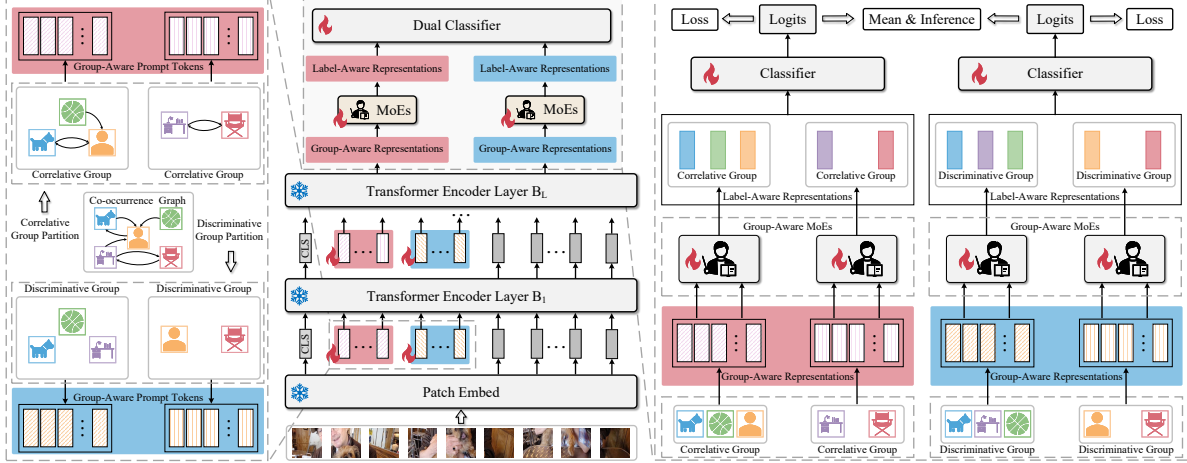 Group-Aware Prompt Tokens
Correlative Group
Correlative Group
Correlative
Group Partition
Co-occurrence Graph
Discriminative
Group Partition
Discriminative Group
Discriminative Group
Group-Aware Prompt Tokens
Dual Classifier
Label-Aware Representations
Label-Aware Representations
MoEs
MoEs
Group-Aware Representations
Group-Aware Representations
Transformer Encoder Layer BL
CLS
Transformer Encoder Layer B1
CLS
Patch Embed
Loss
Logits
Mean & Inference
Logits
Loss
Classifier
Classifier
Correlative Group
Correlative Group
Discriminative Group
Discriminative Group
Label-Aware Representations
Label-Aware Representations
Group-Aware MoEs
Group-Aware Representations
Group-Aware Representations
Correlative Group
Correlative Group
Discriminative Group
Discriminative Group